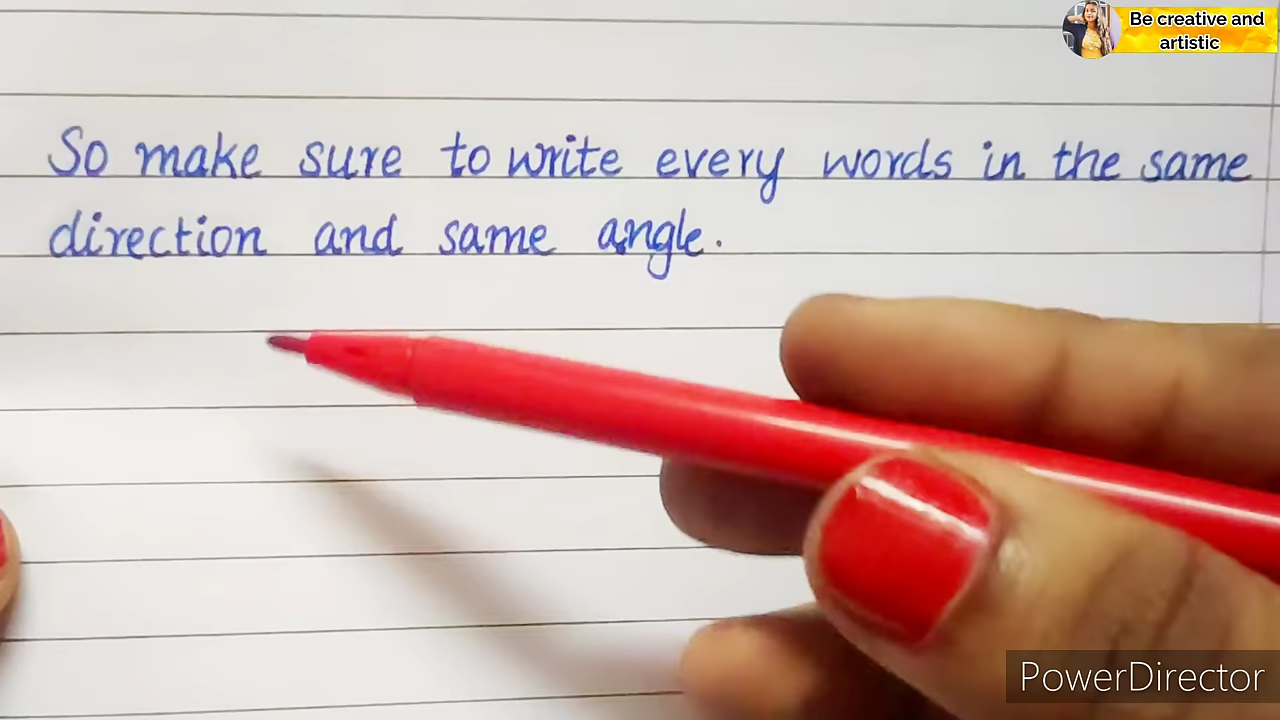 Be creative and
artistic
So make sure to write every words in the same
direction and same angle.
PowerDirector